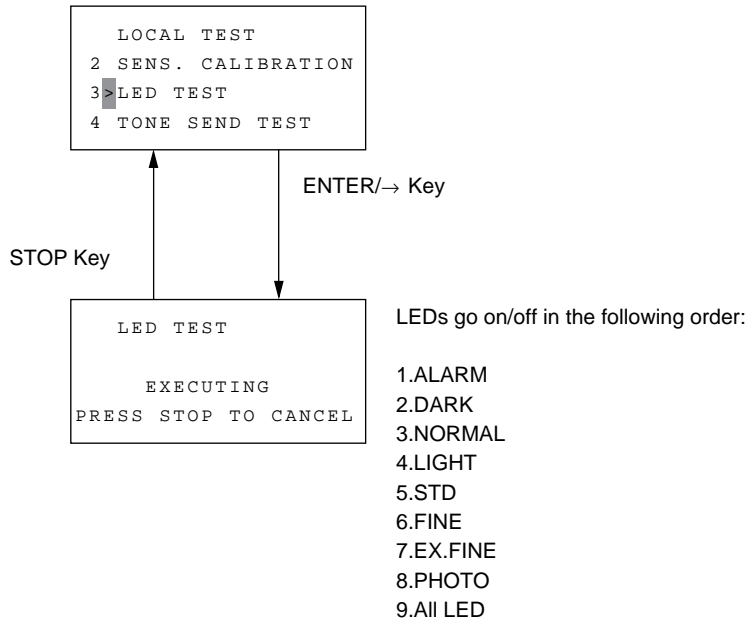 LOCAL TEST
2 SENS. CALIBRATION
3>LED TEST
4 TONE SEND TEST
ENTER/→ Key
STOP Key
LED TEST
EXECUTING
PRESS STOP TO CANCEL
LEDs go on/off in the following order:
1.ALARM
2.DARK
3.NORMAL
4.LIGHT
5.STD
6.FINE
7.EX.FINE
8.PHOTO
9.All LED